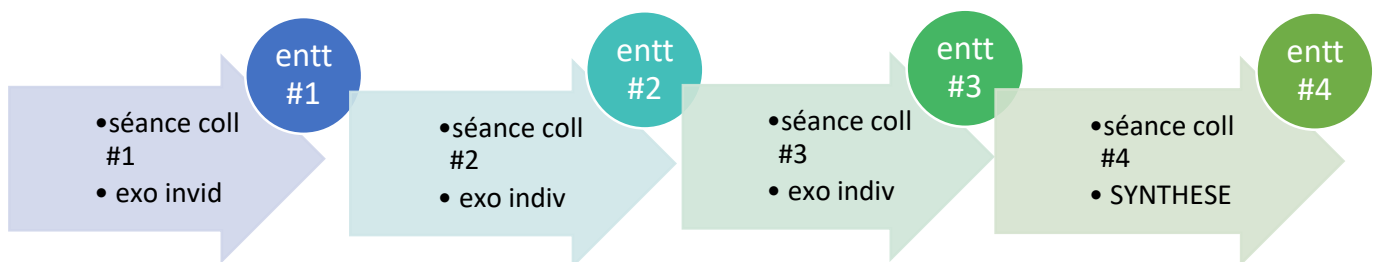 entt
#1
•séance coll
#1
• exo invid
entt
#2
•séance coll
#2
• exo indiv
entt
#3
•séance coll
#3
• exo indiv
entt
#4
•séance coll
#4
• SYNTHESE